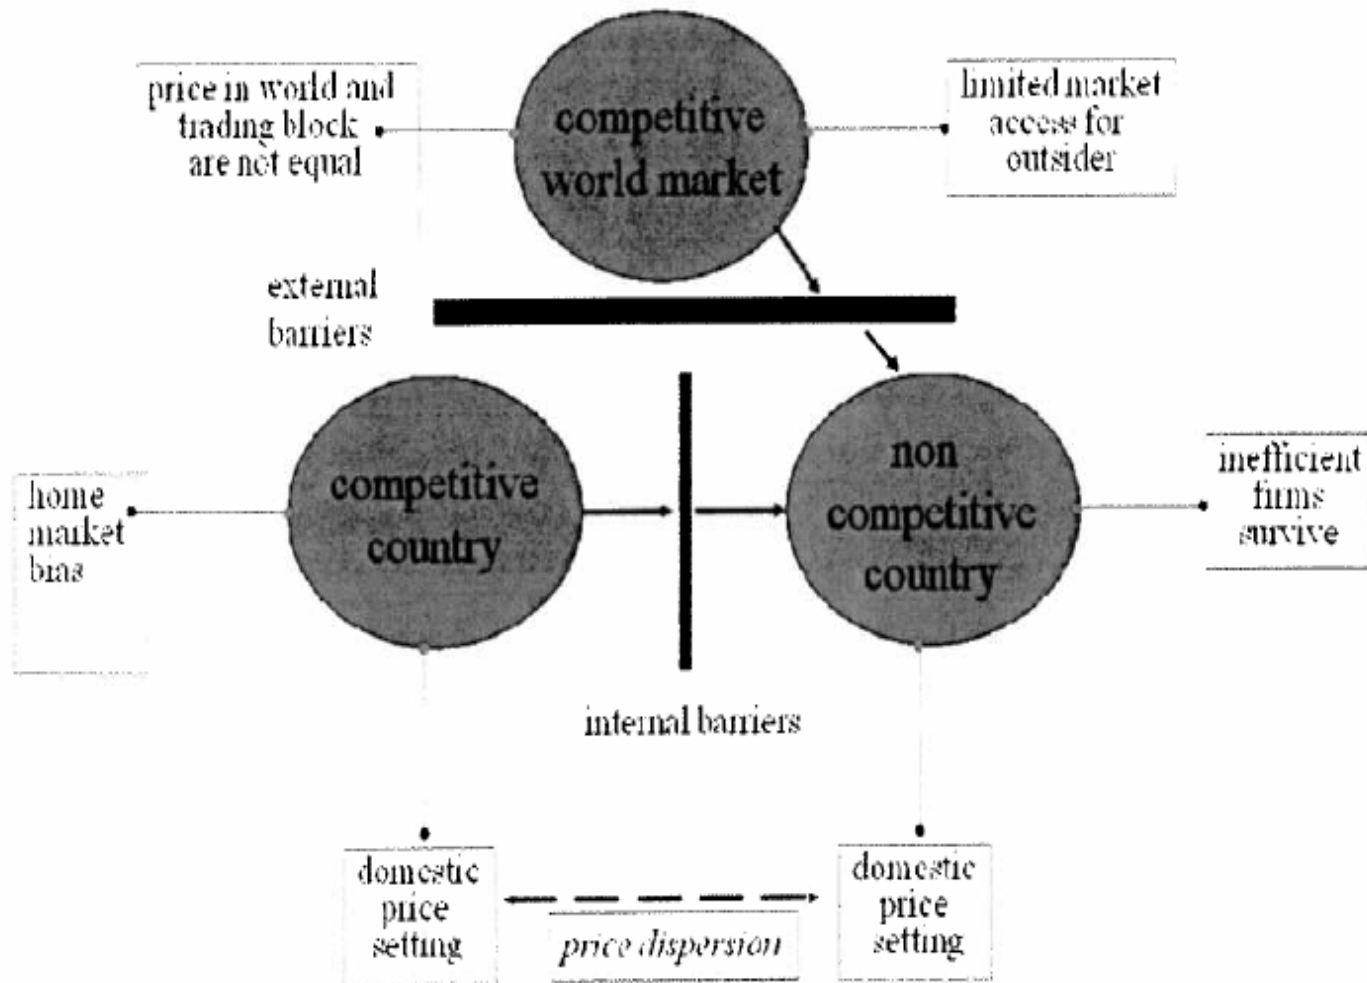 price in world and
trading block
are not equal
competitive
world market
limited market
access for
outsider
external
barriers
home
market
bias
competitive
country
non
competitive
country
inefficient
firms
survive
internal barriers
domestic
price
setting
price dispersion
domestic
price
setting